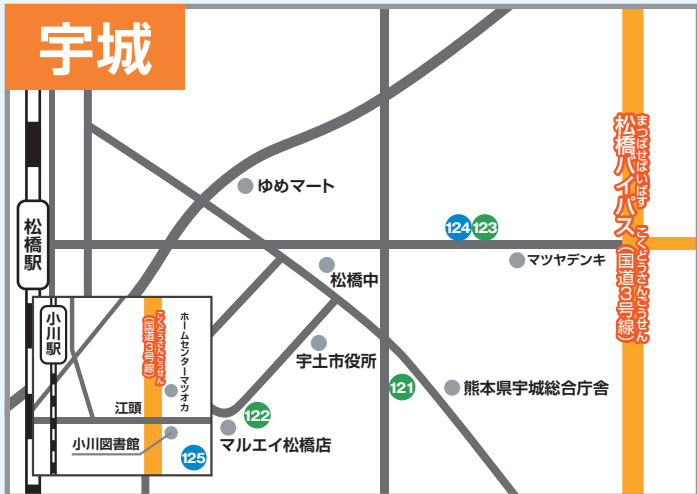 宇城
まつばせばいぱす
松橋バイパス
こくどうさんごうせん
(国道3号線)
ゆめマート
124
123
松橋駅
マツヤデンキ
松橋中
小川駅
こくどうさんごうせん
(国道3号線)
ホームセンターマツオカ
宇土市役所
121
熊本県宇城総合庁舎
江頭
122
マルエイ松橋店
小川図書館
125